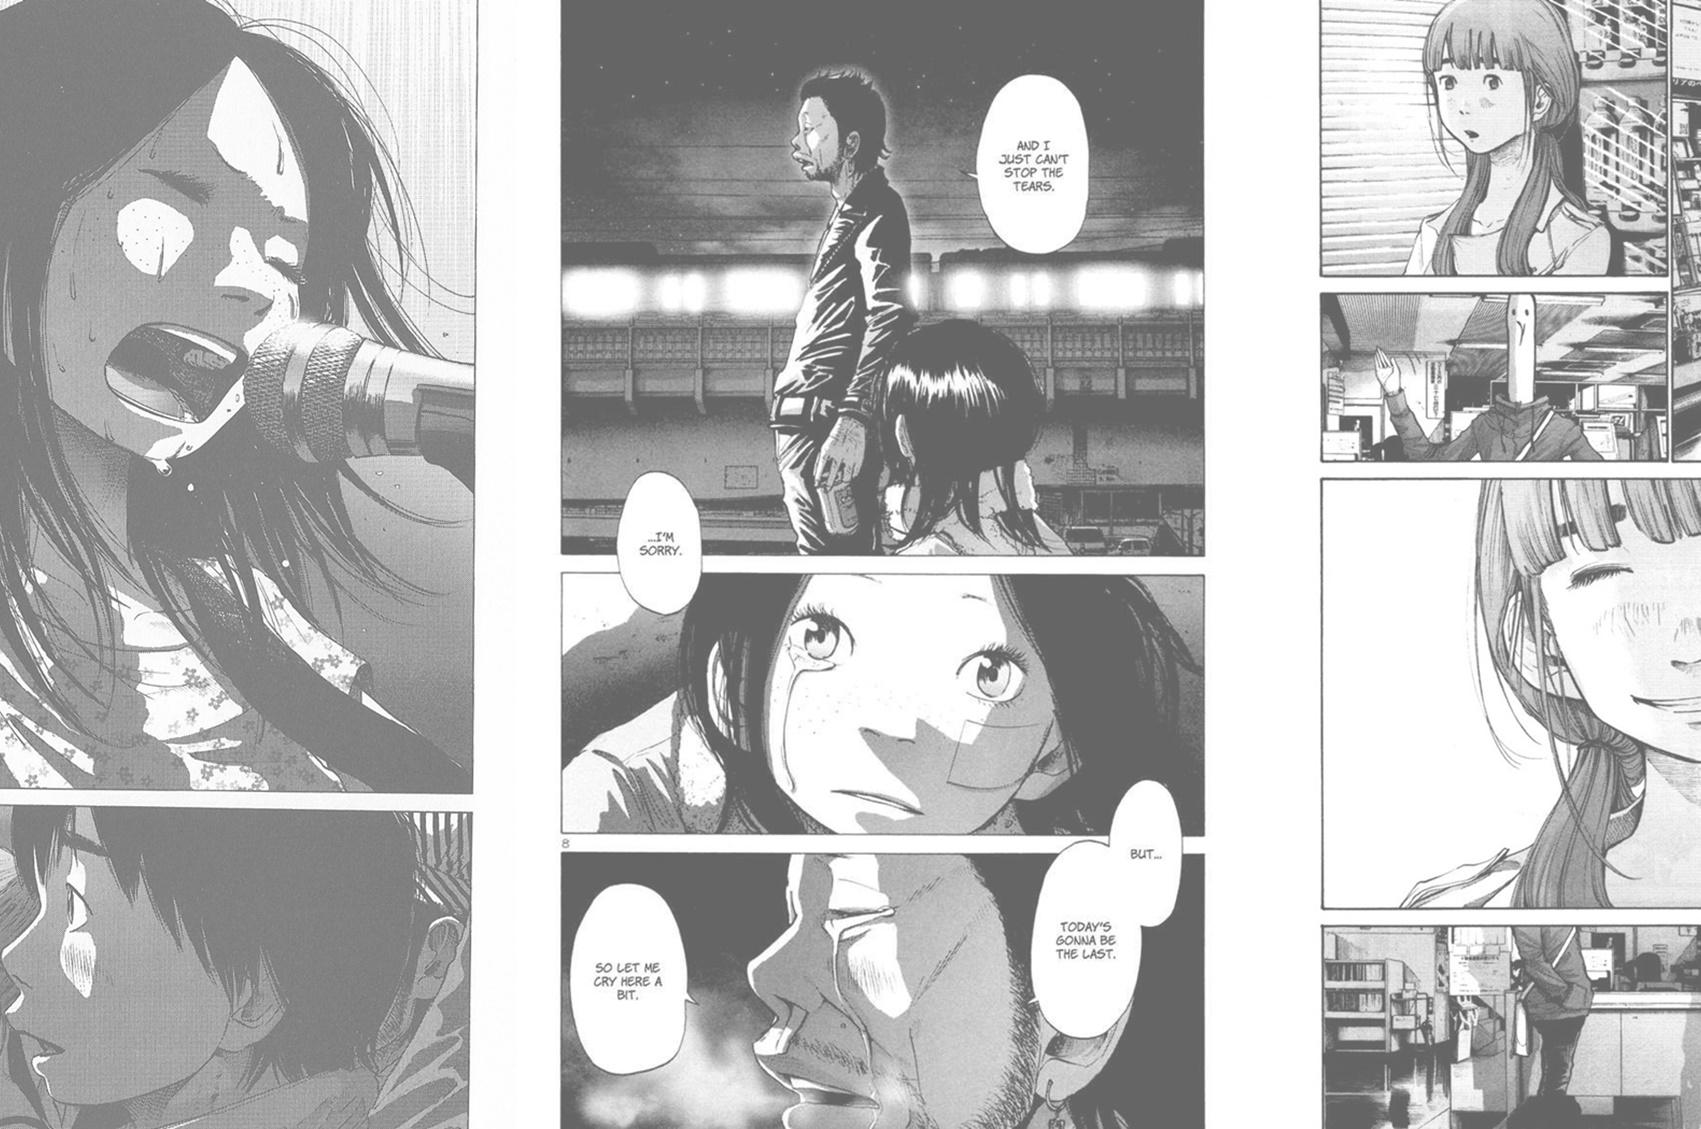 AND I
JUST CAN'T
STOP THE
TEARS.
...I'M
SORRY.
8
BUT...
TODAY'S
GONNA BE
THE LAST.
SO LET ME
CRY HERE A
BIT.